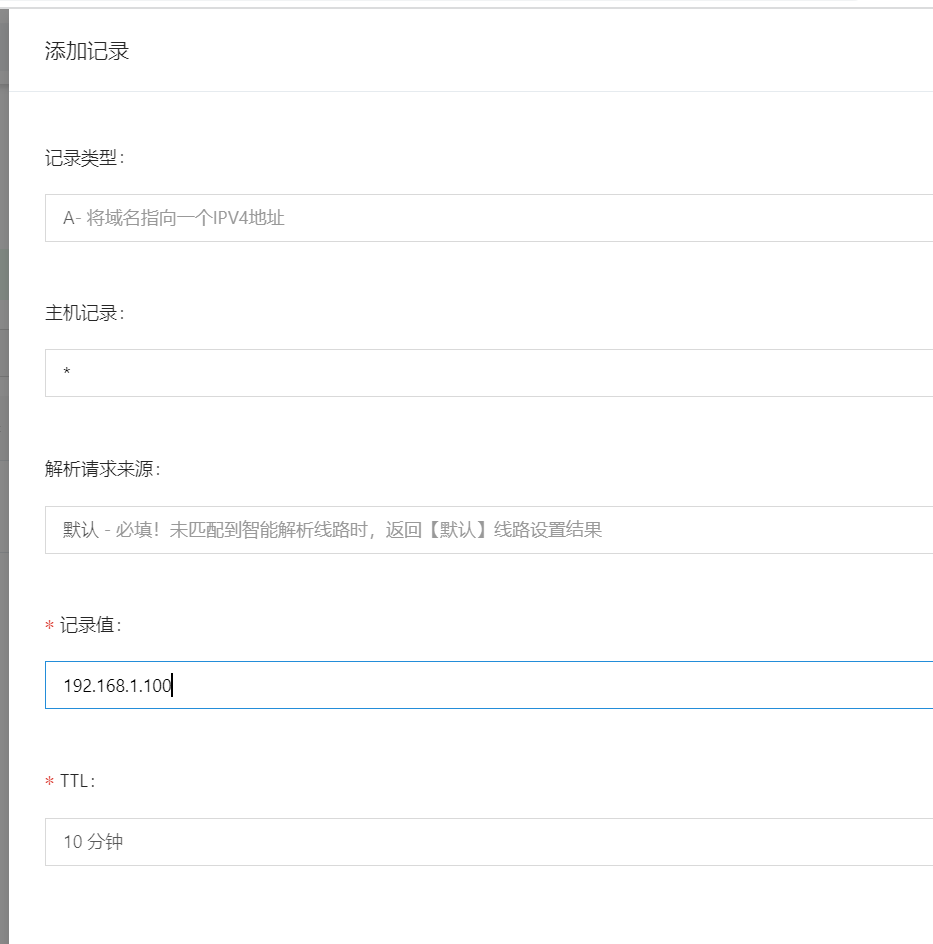 添加记录
记录类型：
A- 将域名指向一个IPV4地址
主机记录：
*
解析请求来源：
默认 - 必填！未匹配到智能解析线路时，返回【默认】线路设置结果
* 记录值：
192.168.1.100
* TTL：
10 分钟